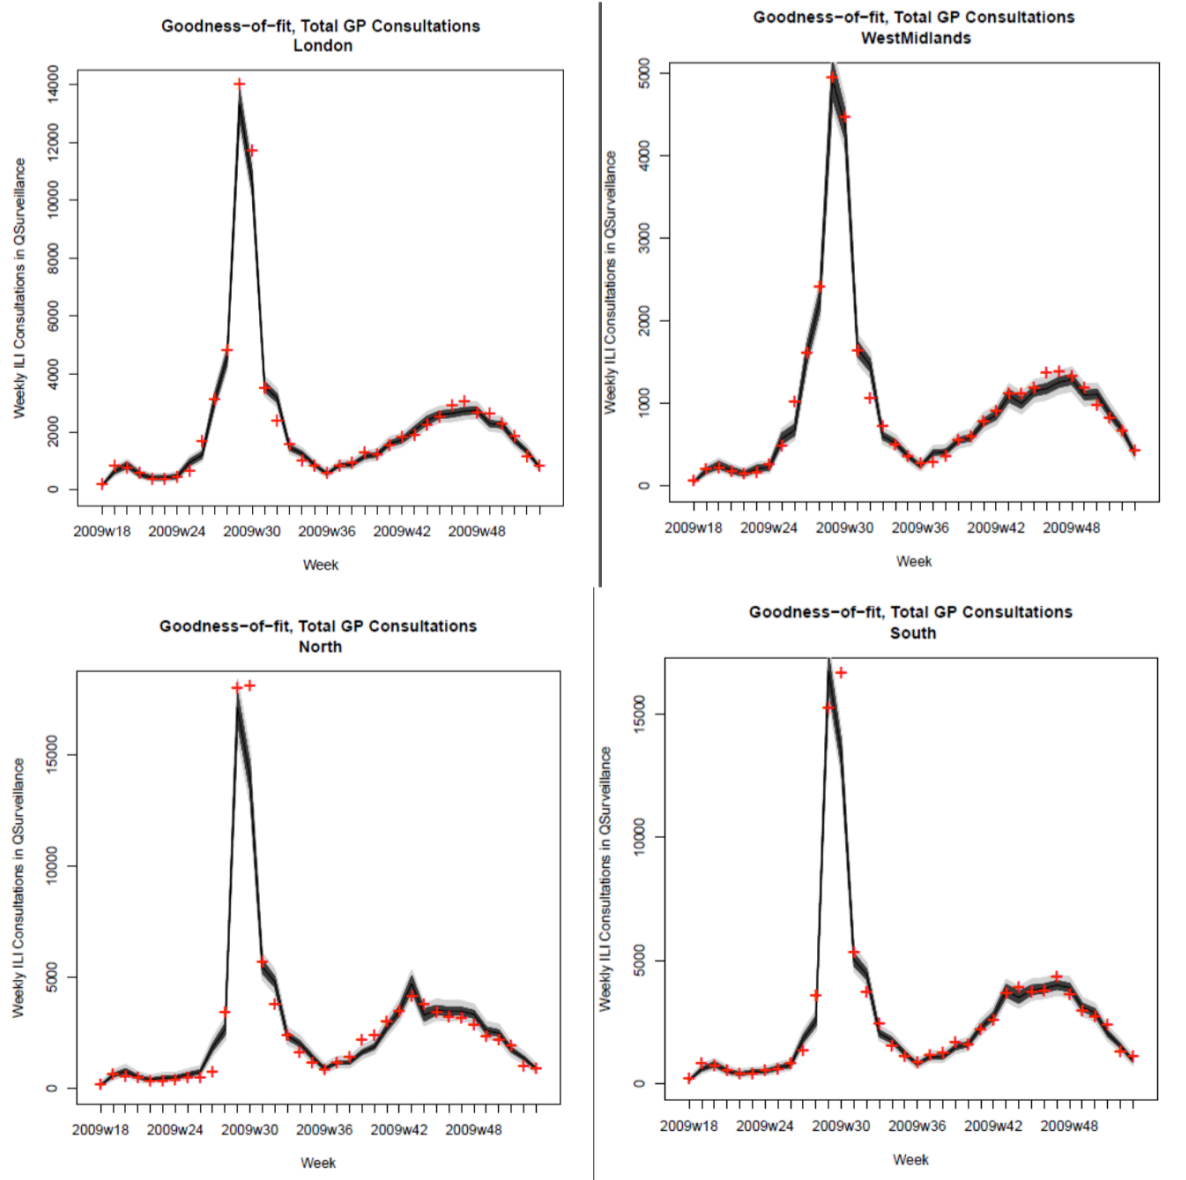 Goodness−of−fit, Total GP Consultations
London
Weekly ILI Consultations in QSurveillance
14000
12000
10000
8000
6000
4000
2000
0
2009w18 2009w24 2009w30 2009w36 2009w42 2009w48
Week
Goodness−of−fit, Total GP Consultations
WestMidlands
Weekly ILI Consultations in QSurveillance
5000
4000
3000
2000
1000
0
2009w18 2009w24 2009w30 2009w36 2009w42 2009w48
Week
Goodness−of−fit, Total GP Consultations
North
Weekly ILI Consultations in QSurveillance
15000
10000
5000
0
2009w18 2009w24 2009w30 2009w36 2009w42 2009w48
Week
Goodness−of−fit, Total GP Consultations
South
Weekly ILI Consultations in QSurveillance
15000
10000
5000
0
2009w18 2009w24 2009w30 2009w36 2009w42 2009w48
Week